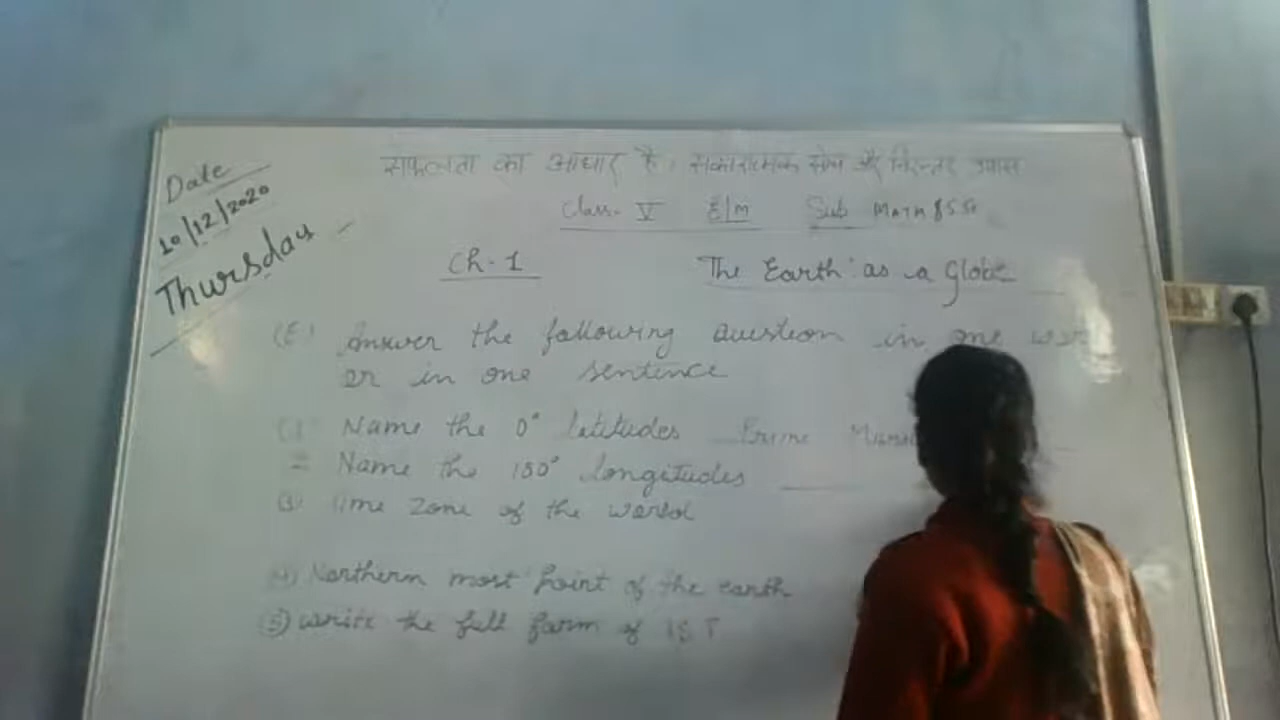 Date
10/12/2020
Thursday
सफलता का आधार है। सकारात्मक सोच और निरन्तर प्रयास
Class- V E/M Sub Math & SSt
Ch-1 The Earth as a Globe
(E) Answer the following Question in one
or in one sentence
(1) Name the 0° latitudes Prime
= Name the 180° longitudes
(3) Time Zone of the world
(4) Northern most point of the earth
(5) Write the full form of IST